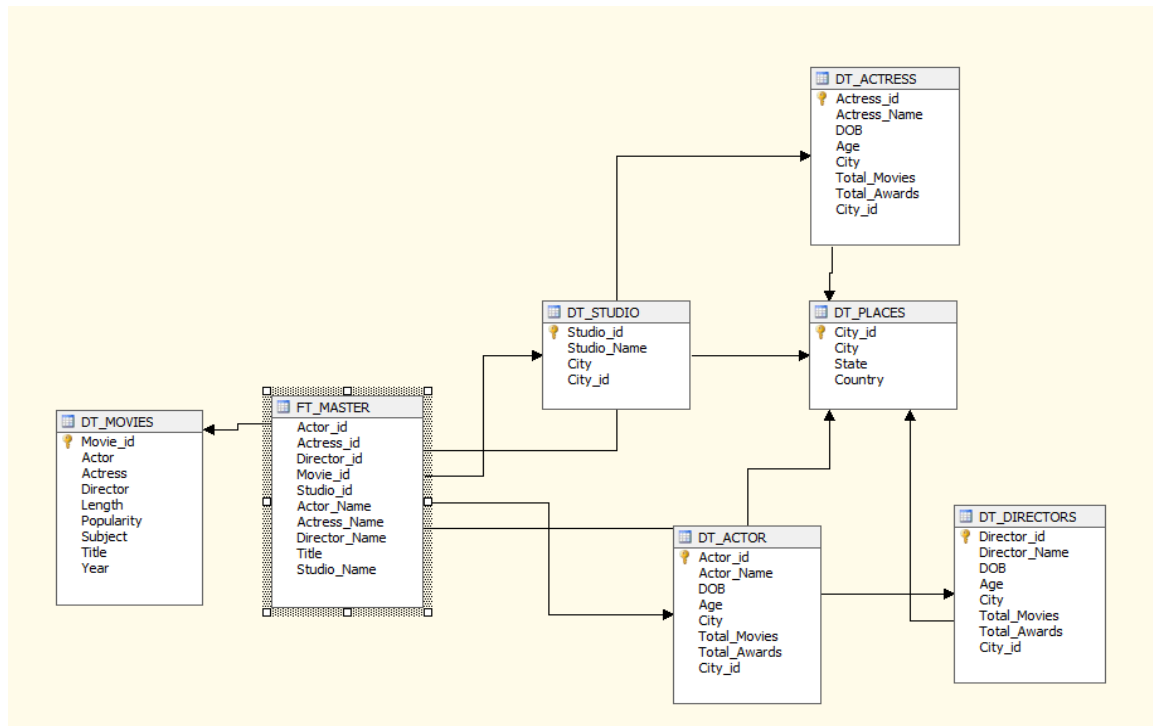 DT_ACTRESS
Actress_id
Actress_Name
DOB
Age
City
Total_Movies
Total_Awards
City_id
DT_STUDIO
Studio_id
Studio_Name
City
City_id
DT_PLACES
City_id
City
State
Country
DT_MOVIES
Movie_id
Actor
Actress
Director
Length
Popularity
Subject
Title
Year
FT_MASTER
Actor_id
Actress_id
Director_id
Movie_id
Studio_id
Actor_Name
Actress_Name
Director_Name
Title
Studio_Name
DT_ACTOR
Actor_id
Actor_Name
DOB
Age
City
Total_Movies
Total_Awards
City_id
DT_DIRECTORS
Director_id
Director_Name
DOB
Age
City
Total_Movies
Total_Awards
City_id